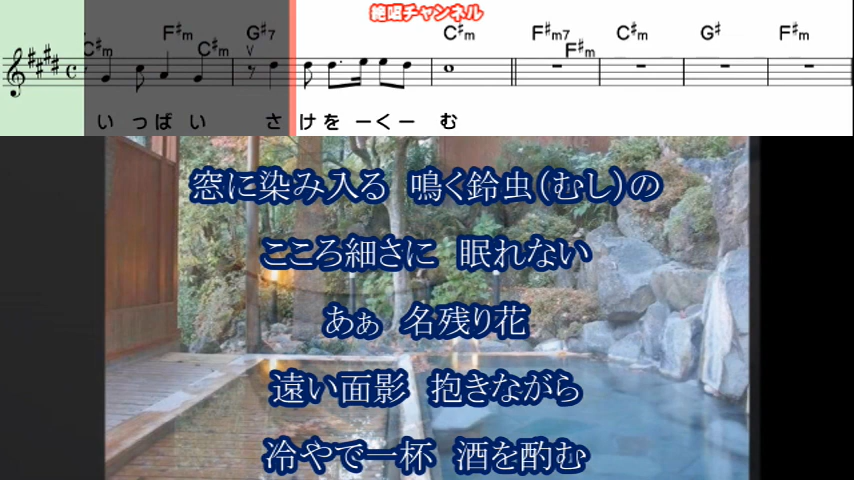 絶唱チャンネル
C#m F#m C#m G#7 C#m F#m7 F#m C#m G# F#m
い っぱ い さ けを ーくー む
窓に染み入る 鳴く鈴虫(むし)の
こころ細さに 眠れない
あぁ 名残り花
遠い面影 抱きながら
冷やで一杯 酒を酌む